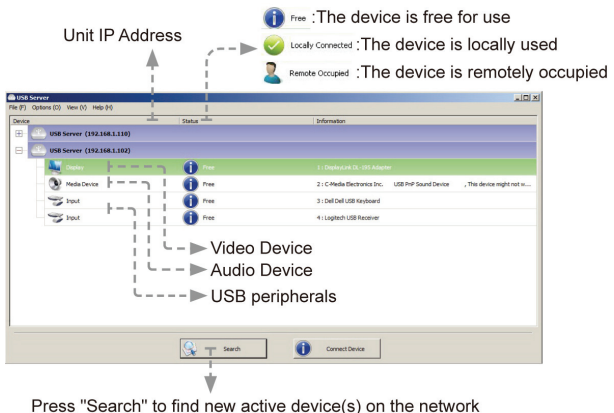 Free :The device is free for use
Unit IP Address
Locally Connected :The device is locally used
Remote Occupied :The device is remotely occupied
USB Server
File (F) Options (O) View (V) Help (H)
Device Status Information
USB Server (192.168.1.110)
USB Server (192.168.1.102)
Display Free 1 : DisplayLink DL-195 Adapter
Media Device Free 2 : C-Media Electronics Inc. USB PnP Sound Device , This device might not w...
Input Free 3 : Dell Dell USB Keyboard
Input Free 4 : Logitech USB Receiver
Video Device
Audio Device
USB peripherals
Search Connect Device
Press "Search" to find new active device(s) on the network